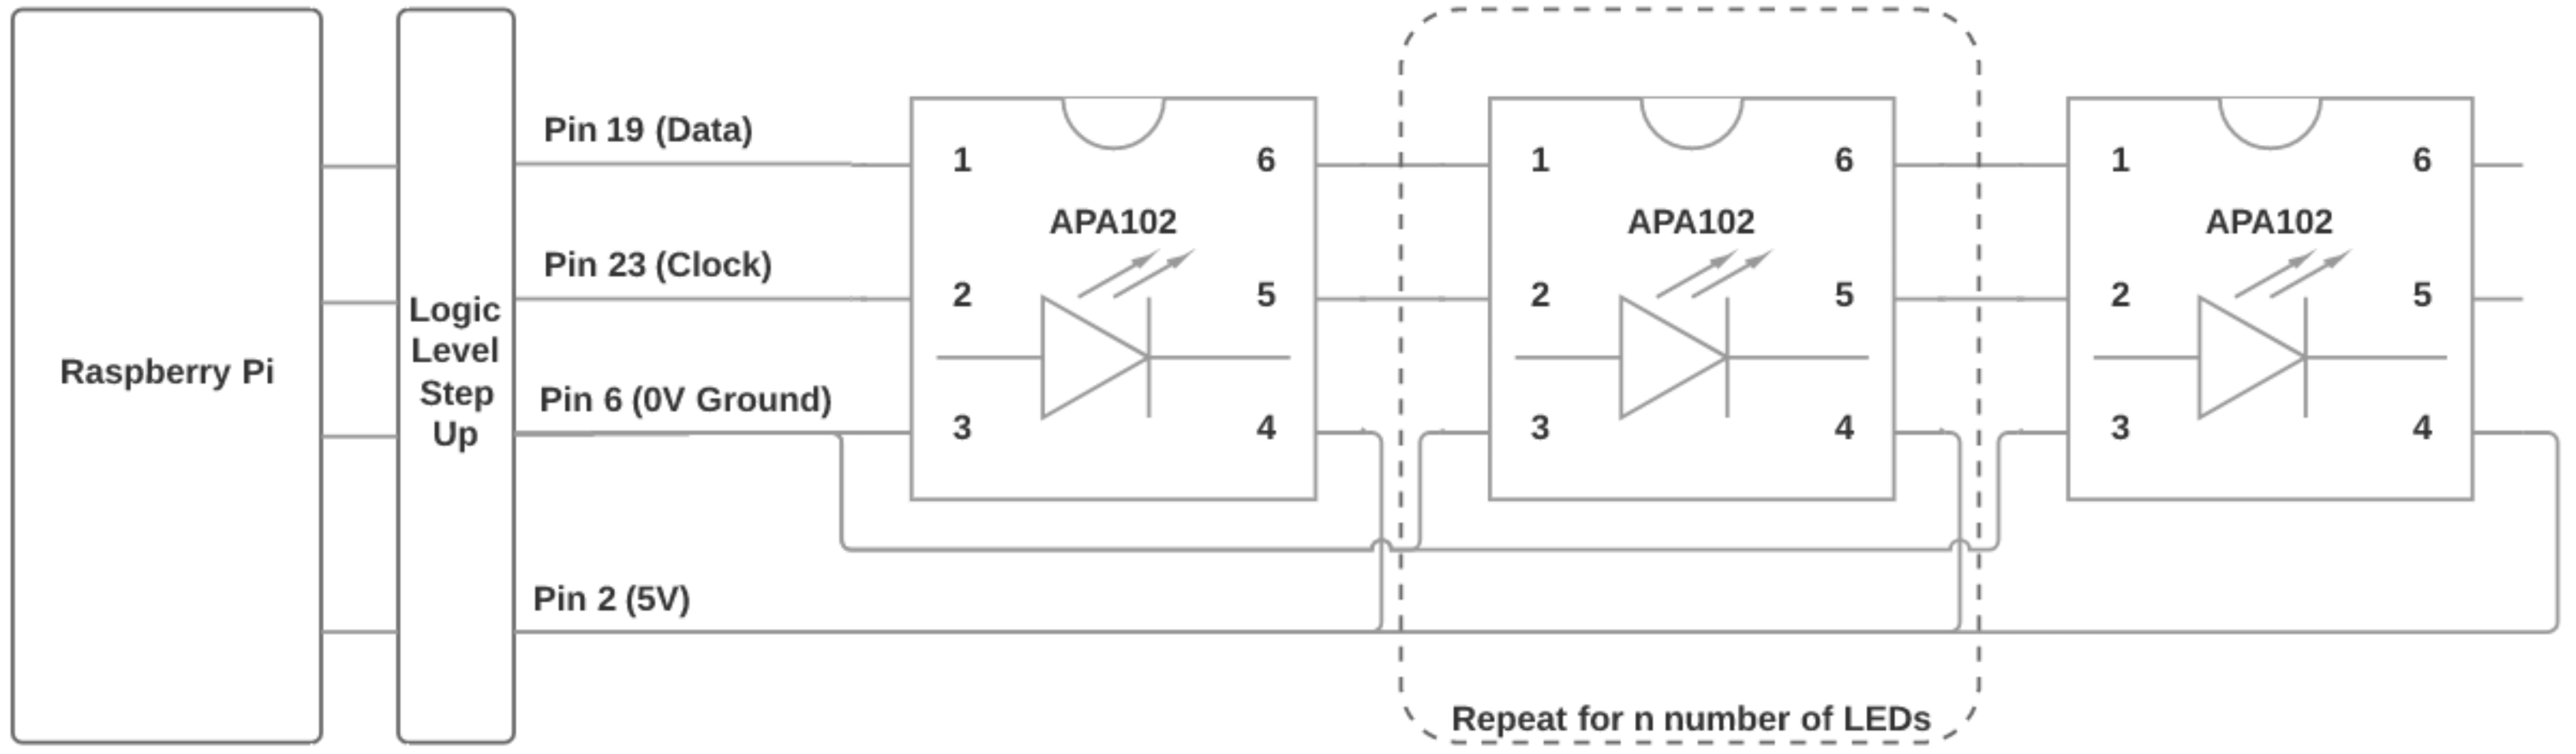 Raspberry Pi
Logic
Level
Step
Up
Pin 19 (Data)
Pin 23 (Clock)
Pin 6 (0V Ground)
Pin 2 (5V)
1
6
APA102
2
5
3
4
1
6
APA102
2
5
3
4
1
6
APA102
2
5
3
4
Repeat for n number of LEDs